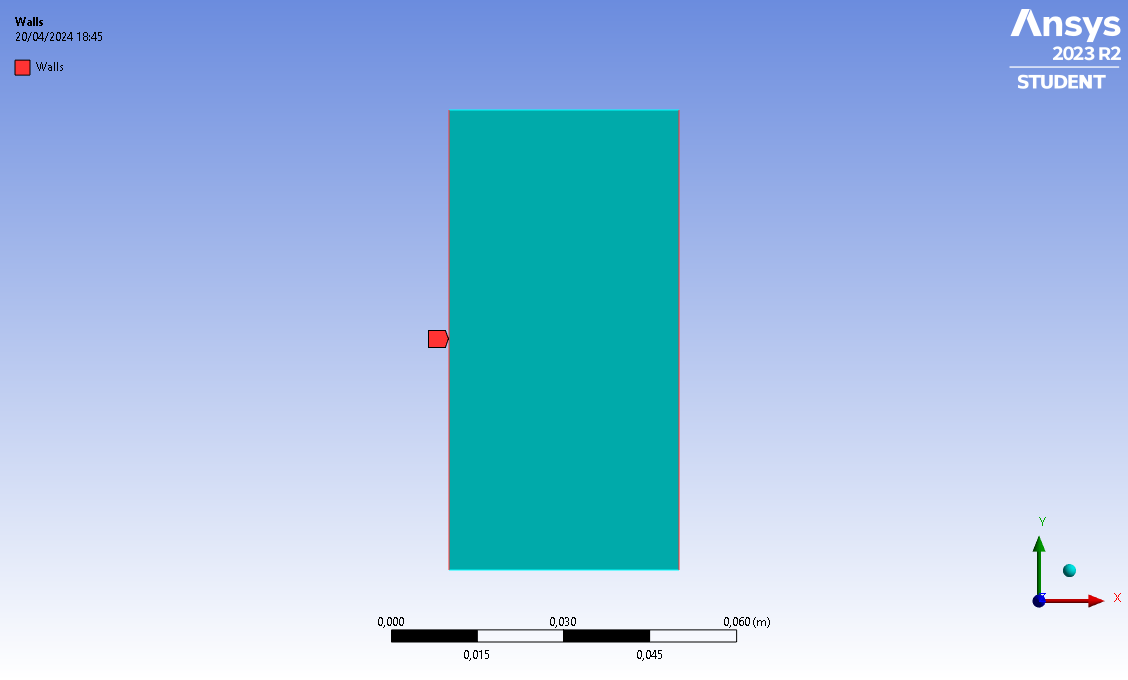 Walls
20/04/2024 18:45
Walls
Ansys
2023 R2
STUDENT
0,000
0,030
0,060 (m)
0,015
0,045
Y
Z
X